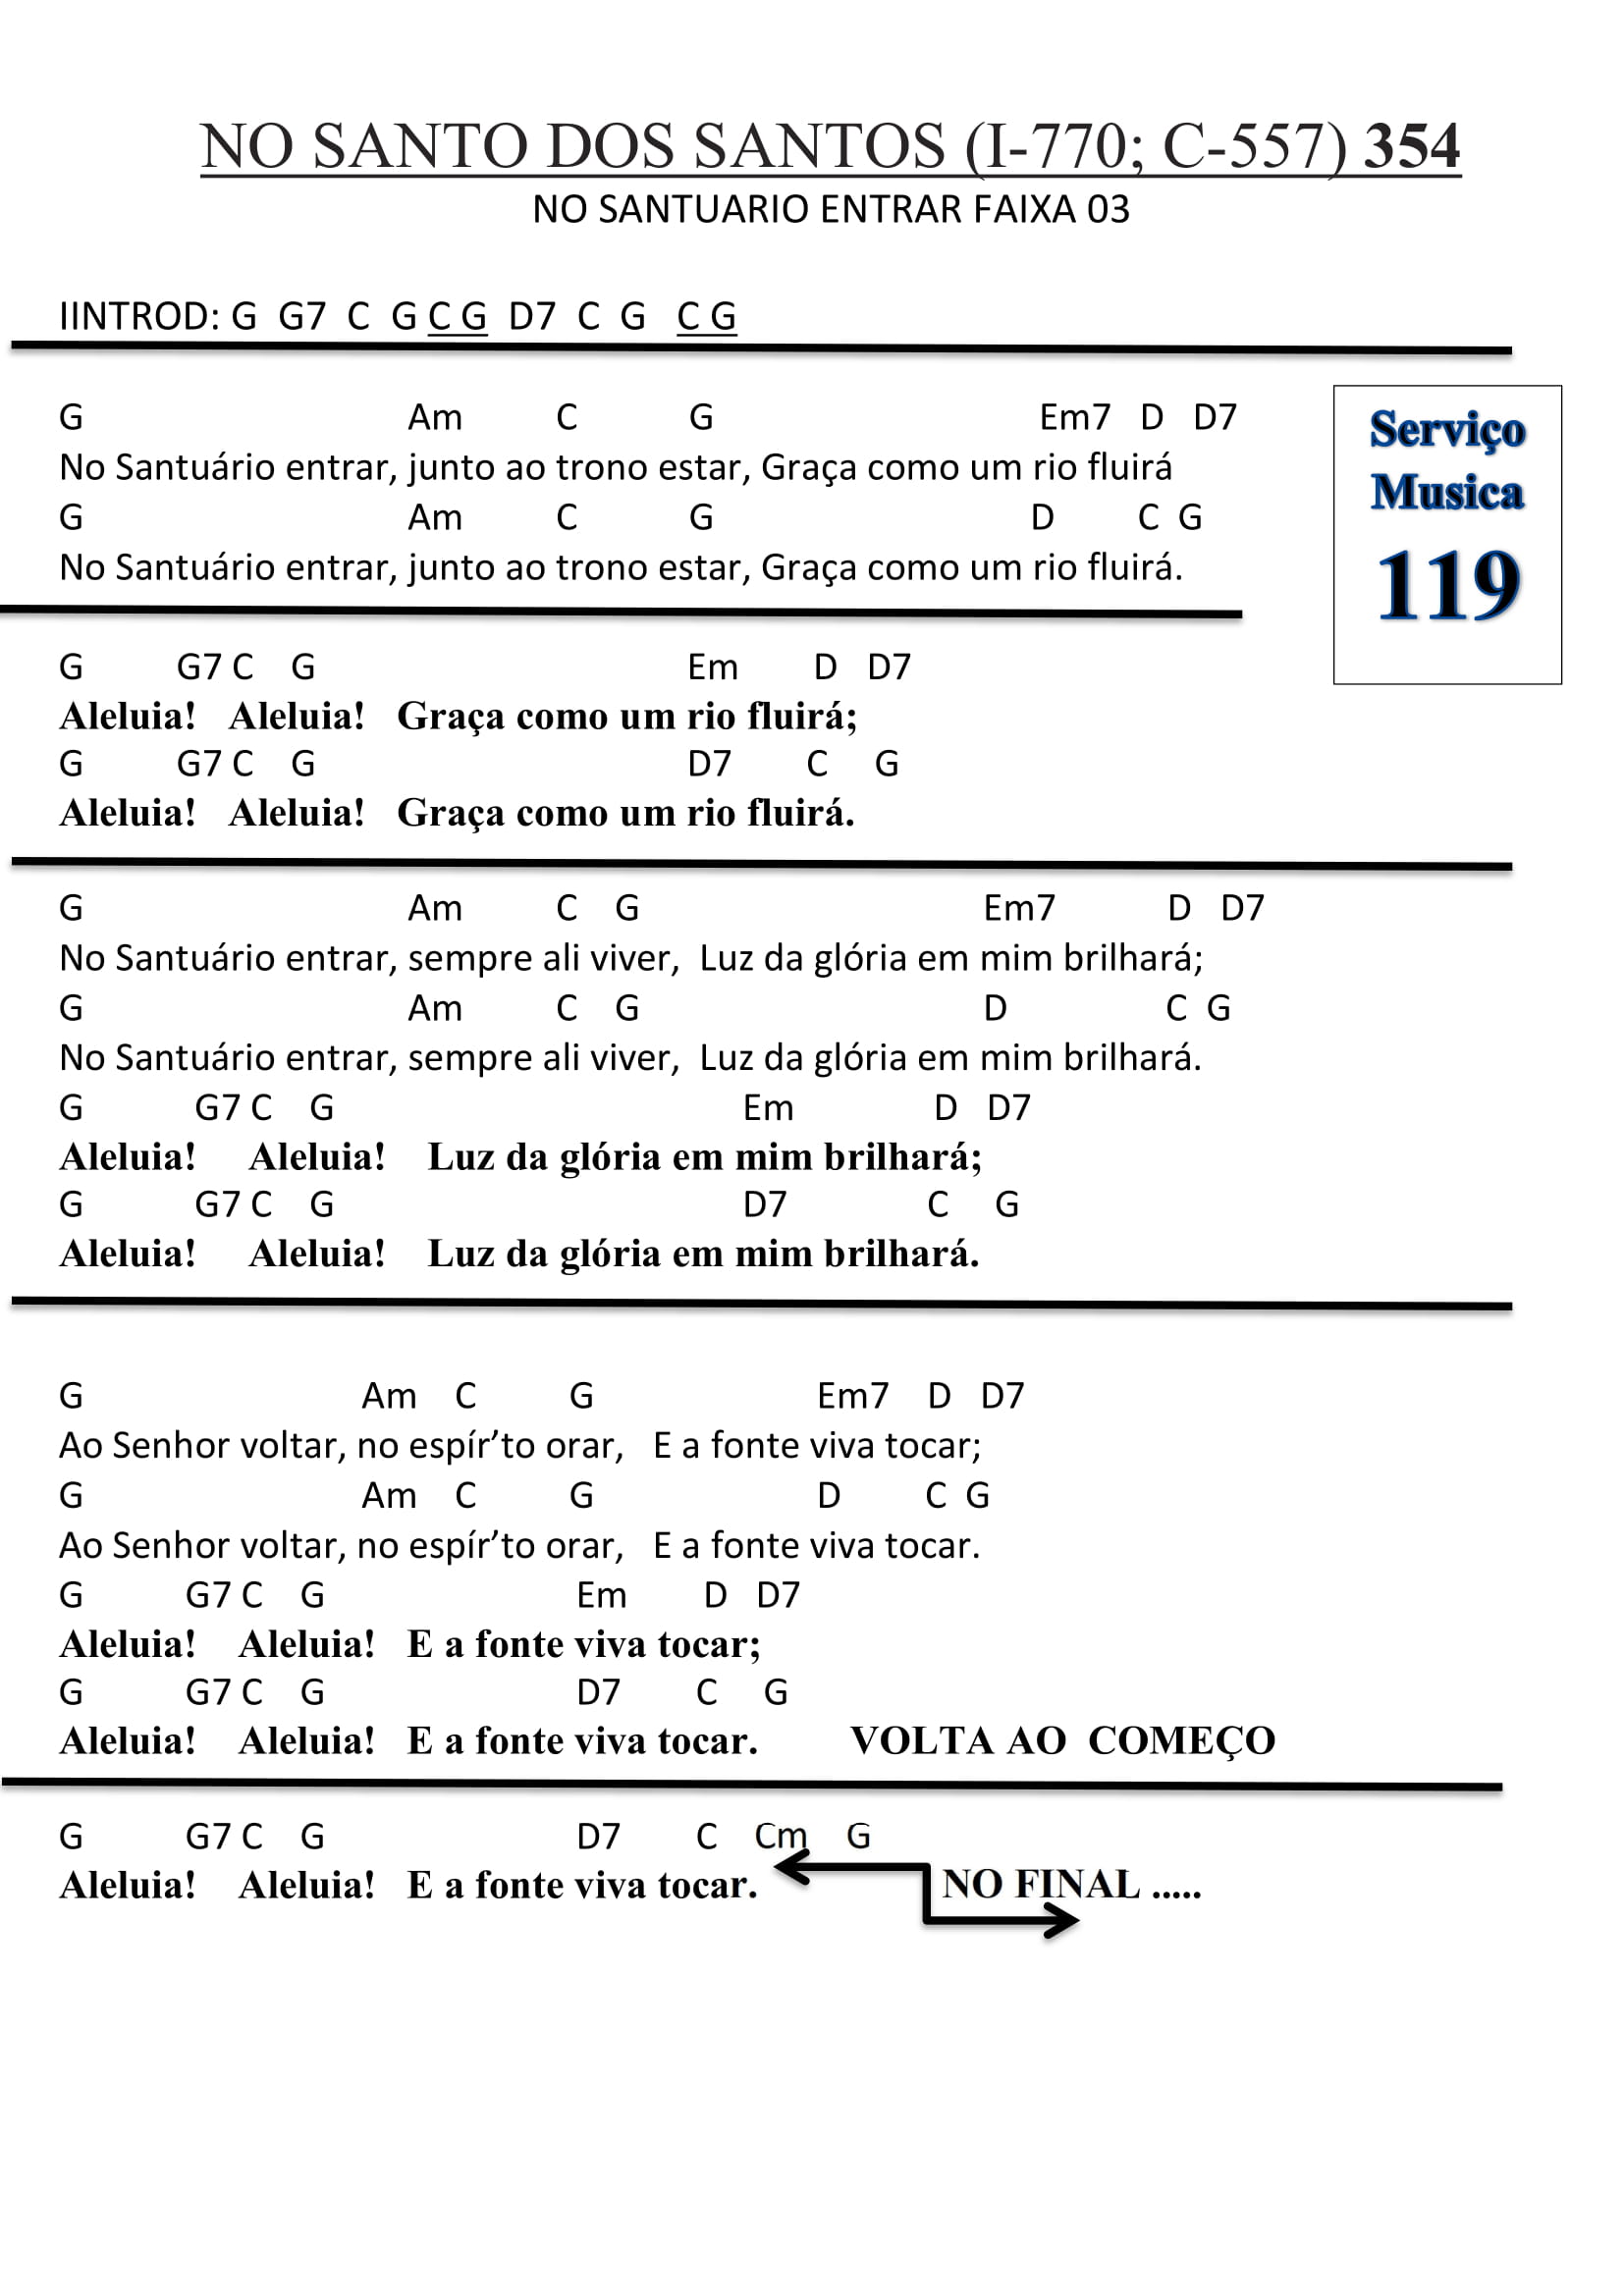 NO SANTO DOS SANTOS (I-770; C-557) 354
NO SANTUARIO ENTRAR FAIXA 03
IINTROD: G G7 C G C G D7 C G C G
G Am C G Em7 D D7
No Santuário entrar, junto ao trono estar, Graça como um rio fluirá
G Am C G D C G
No Santuário entrar, junto ao trono estar, Graça como um rio fluirá.
Serviço
Musica
119
G G7 C G Em D D7
Aleluia! Aleluia! Graça como um rio fluirá;
G G7 C G D7 C G
Aleluia! Aleluia! Graça como um rio fluirá.
G Am C G Em7 D D7
No Santuário entrar, sempre ali viver, Luz da glória em mim brilhará;
G Am C G D C G
No Santuário entrar, sempre ali viver, Luz da glória em mim brilhará.
G G7 C G Em D D7
Aleluia! Aleluia! Luz da glória em mim brilhará;
G G7 C G D7 C G
Aleluia! Aleluia! Luz da glória em mim brilhará.
G Am C G Em7 D D7
Ao Senhor voltar, no espír’to orar, E a fonte viva tocar;
G Am C G D C G
Ao Senhor voltar, no espír’to orar, E a fonte viva tocar.
G G7 C G Em D D7
Aleluia! Aleluia! E a fonte viva tocar;
G G7 C G D7 C G
Aleluia! Aleluia! E a fonte viva tocar. VOLTA AO COMEÇO
G G7 C G D7 C Cm G
Aleluia! Aleluia! E a fonte viva tocar. NO FINAL .....